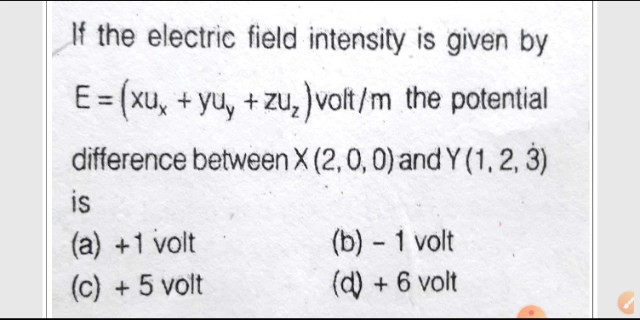 If the electric field intensity is given by
E = (xuₓ + yu_y + zu_z) volt/m the potential
difference between X (2, 0, 0) and Y (1, 2, 3)
is
(a) +1 volt (b) – 1 volt
(c) + 5 volt (d) + 6 volt